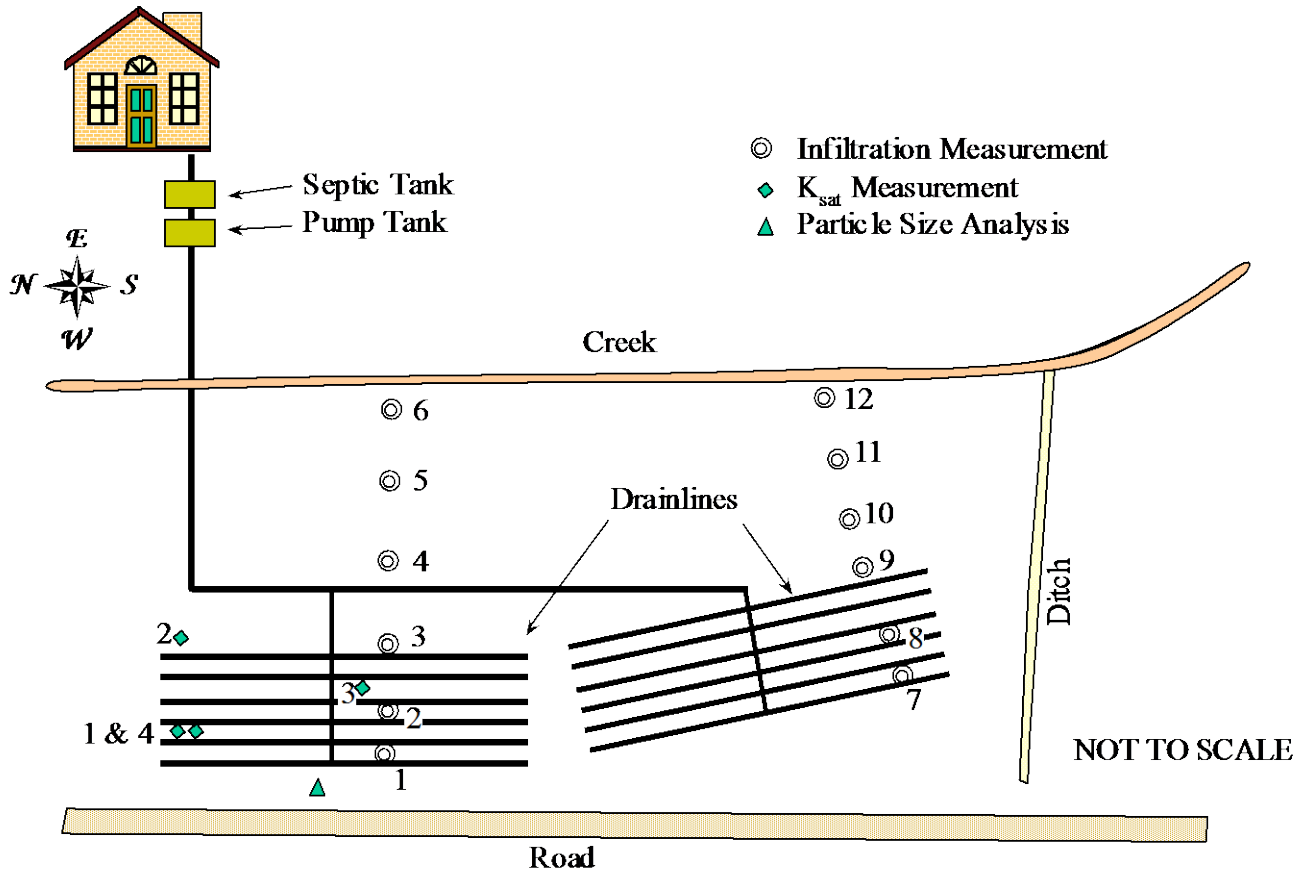 Infiltration Measurement
K_sat Measurement
Particle Size Analysis
Septic Tank
Pump Tank
E
N S
W
Creek
6
12
5
11
Drainlines
10
4
9
Ditch
2
3
8
3
2
7
1 & 4
1
NOT TO SCALE
Road